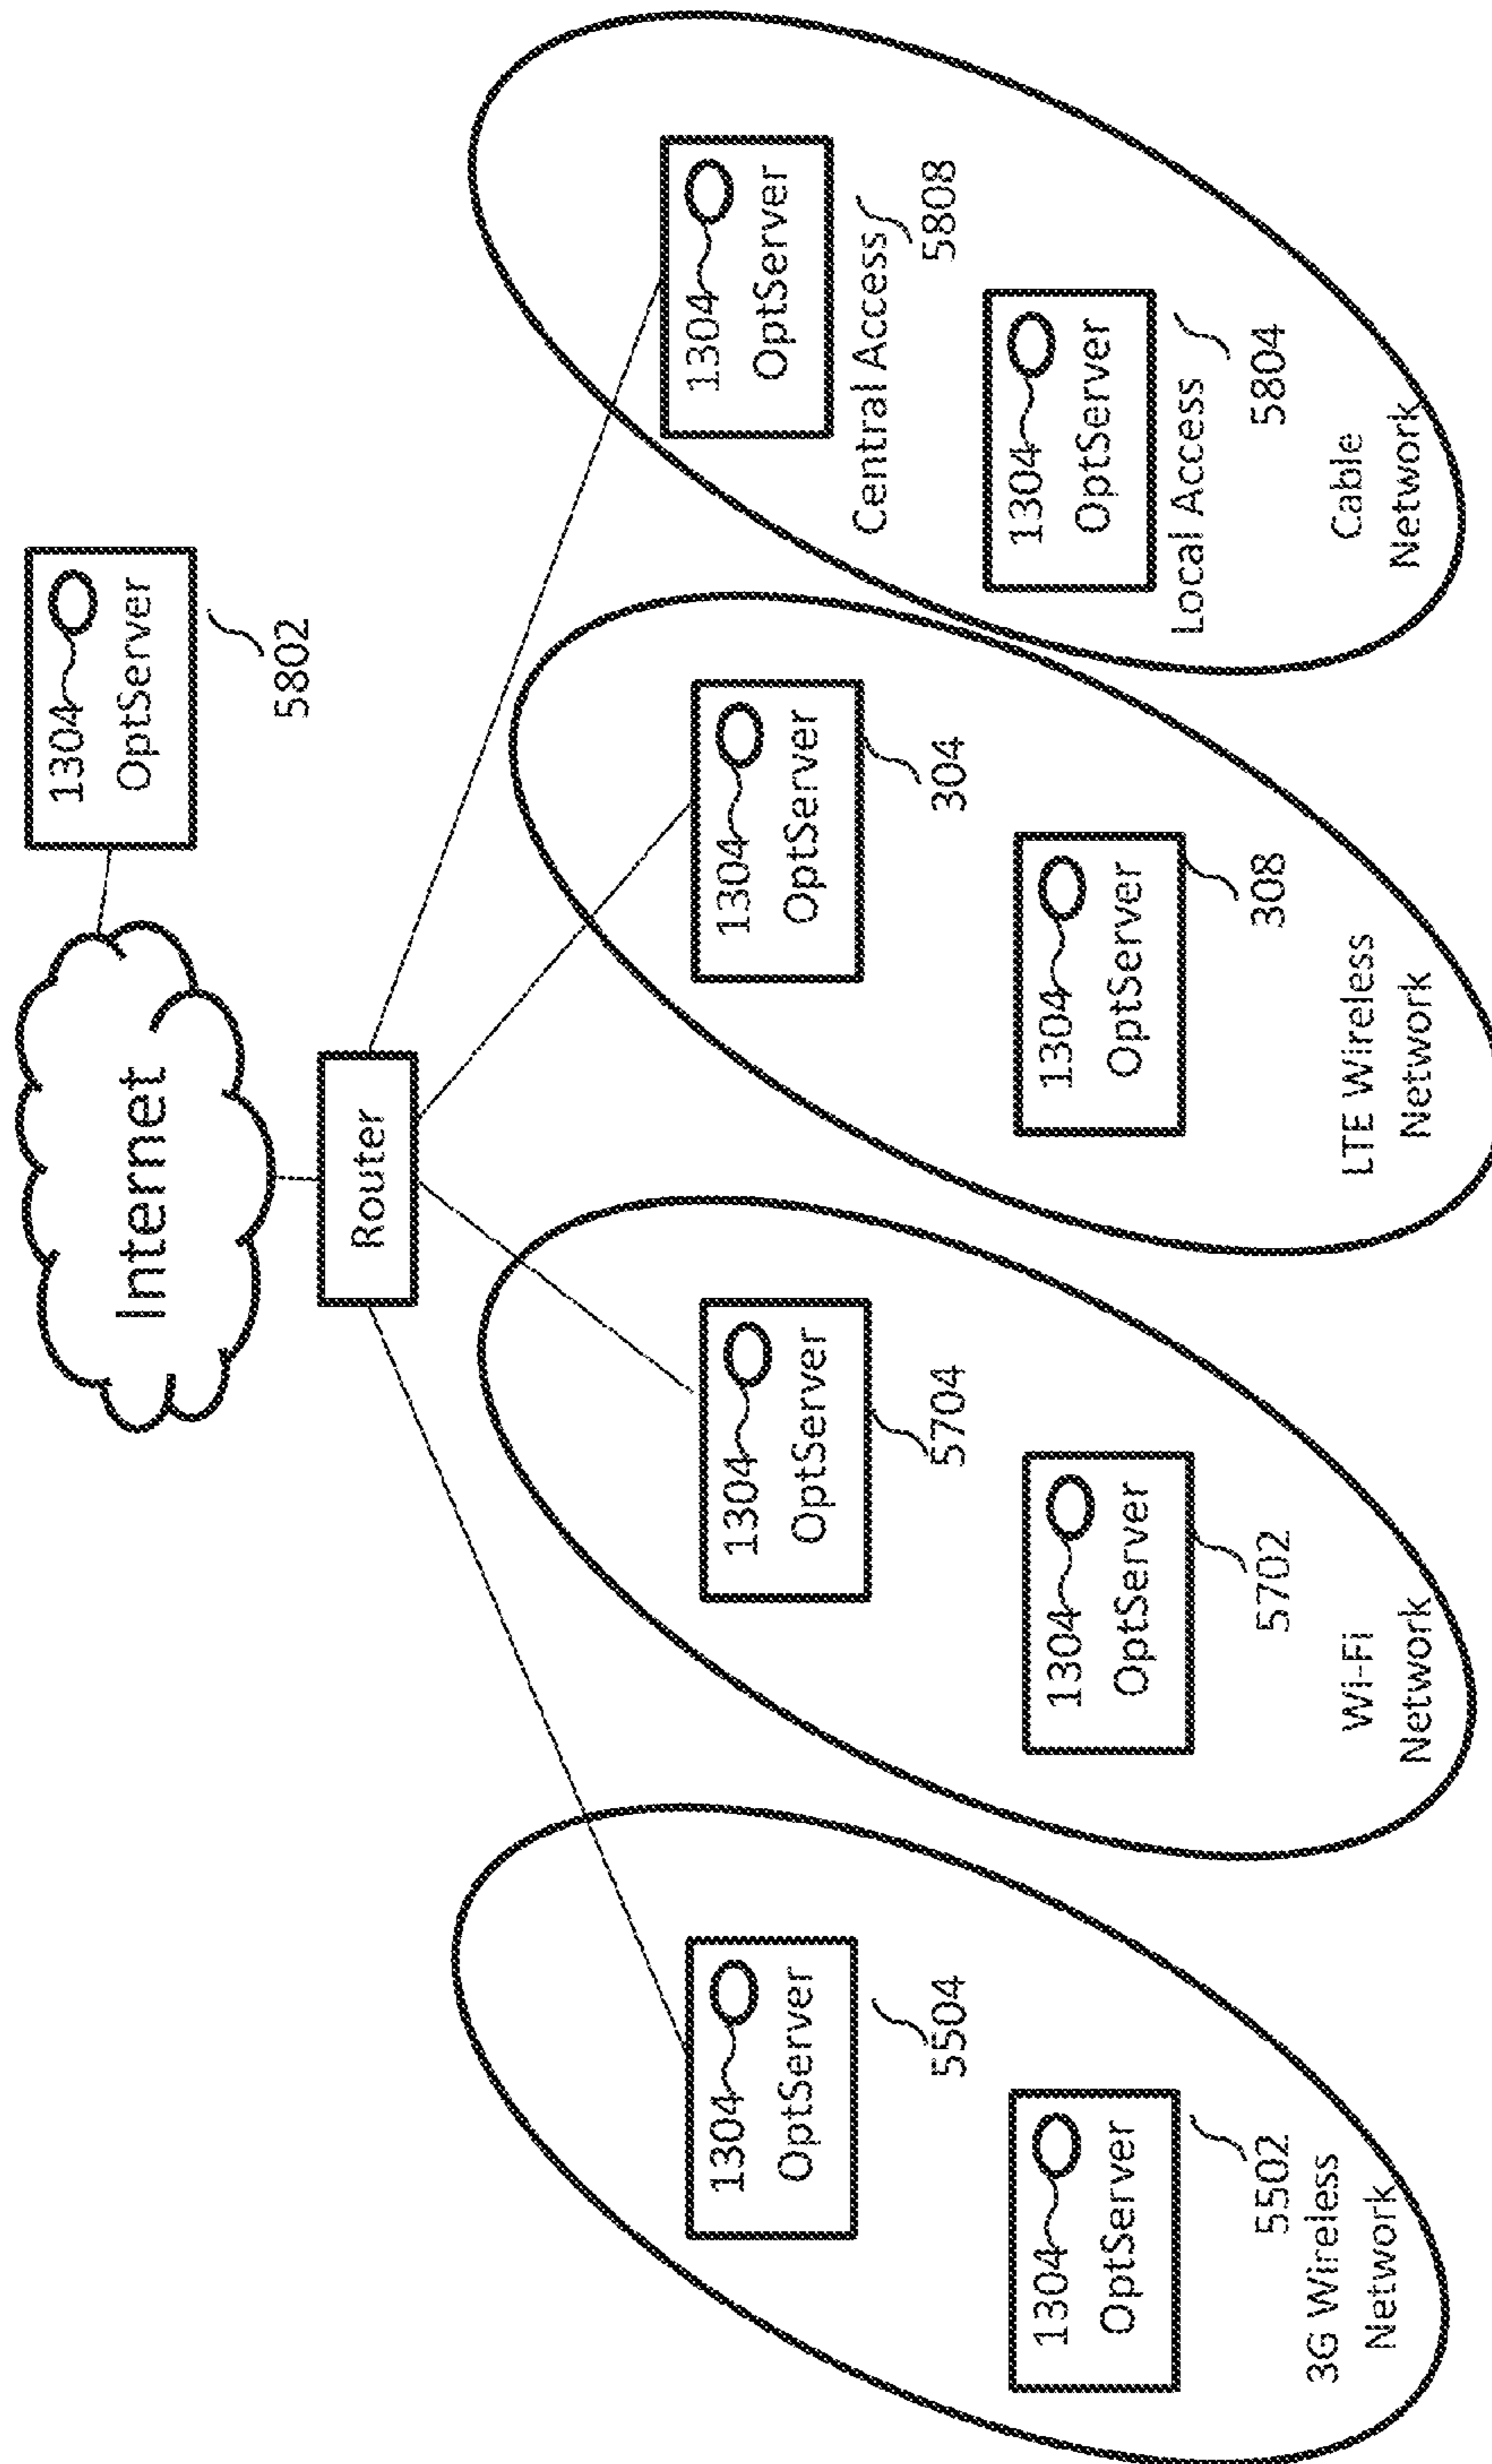 Internet
1304
OptServer
5802
Router
1304
OptServer
5504
1304
OptServer
5502
3G Wireless
Network
1304
OptServer
5704
1304
OptServer
5702
Wi-Fi
Network
1304
OptServer
304
1304
OptServer
308
LTE Wireless
Network
1304
OptServer
Central Access
5808
1304
OptServer
Local Access
5804
Cable
Network